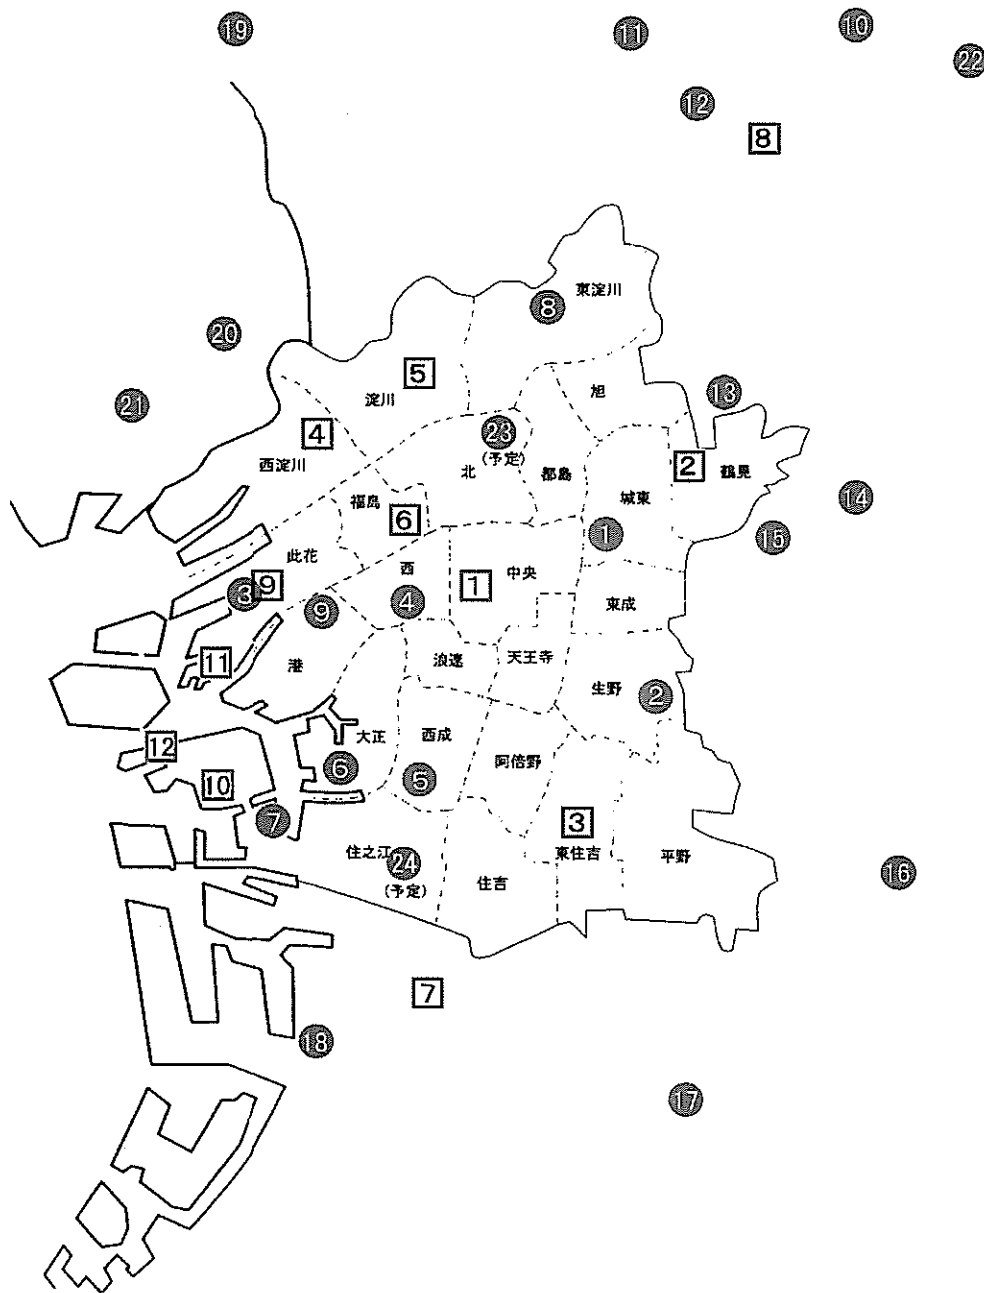 19
11
10
22
12
8
東淀川
8
20
5
淀川
旭
13
21
4
西淀川
23
(予定)
北
都島
2
鶴見
福島
6
城東
14
1
15
此花
西
中央
9
3
1
4
9
東成
11
港
浪速
天王寺
生野
2
12
大正
西成
阿倍野
6
5
10
7
3
住之江
24
(予定)
東住吉
平野
住吉
16
7
18
17